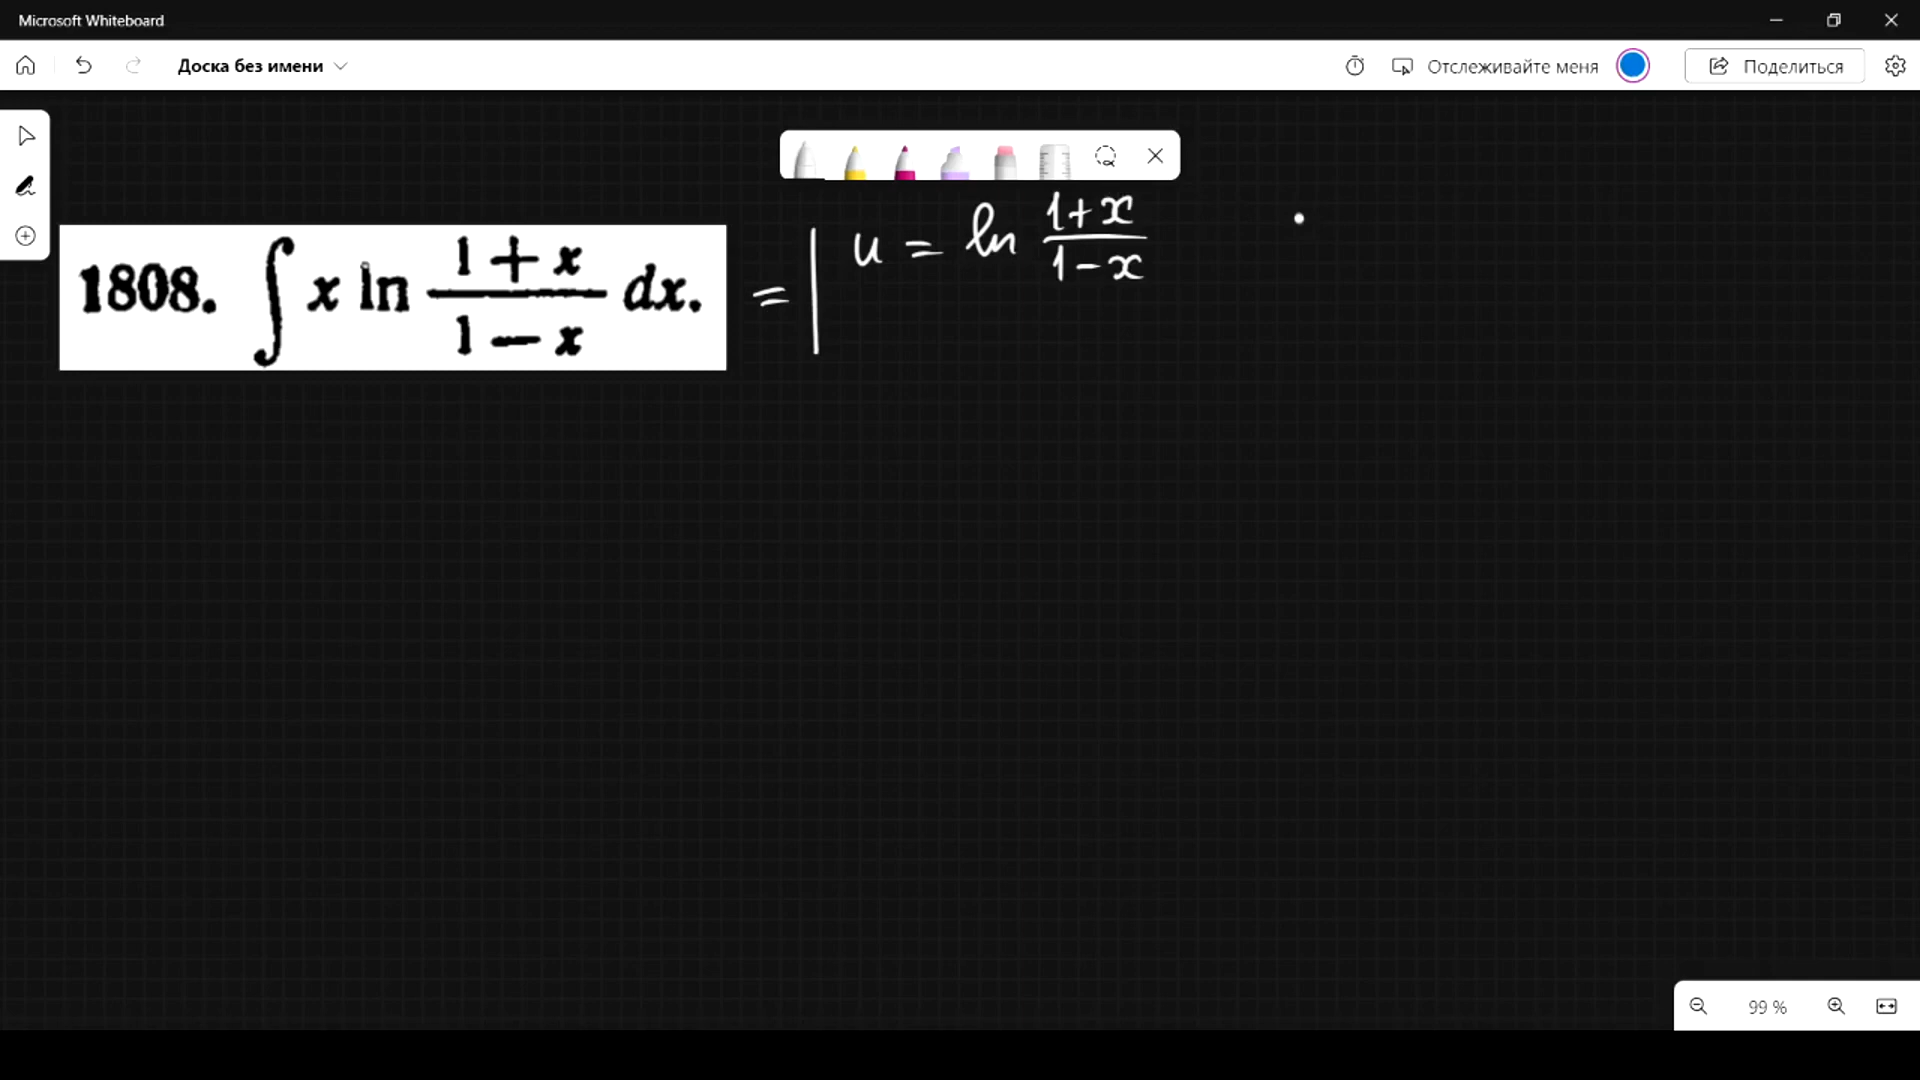 Microsoft Whiteboard
Доска без имени
Отслеживайте меня
Поделиться
1808. ∫ x ln (1 + x)/(1 − x) dx. = | u = ln (1+x)/(1−x)
99 %